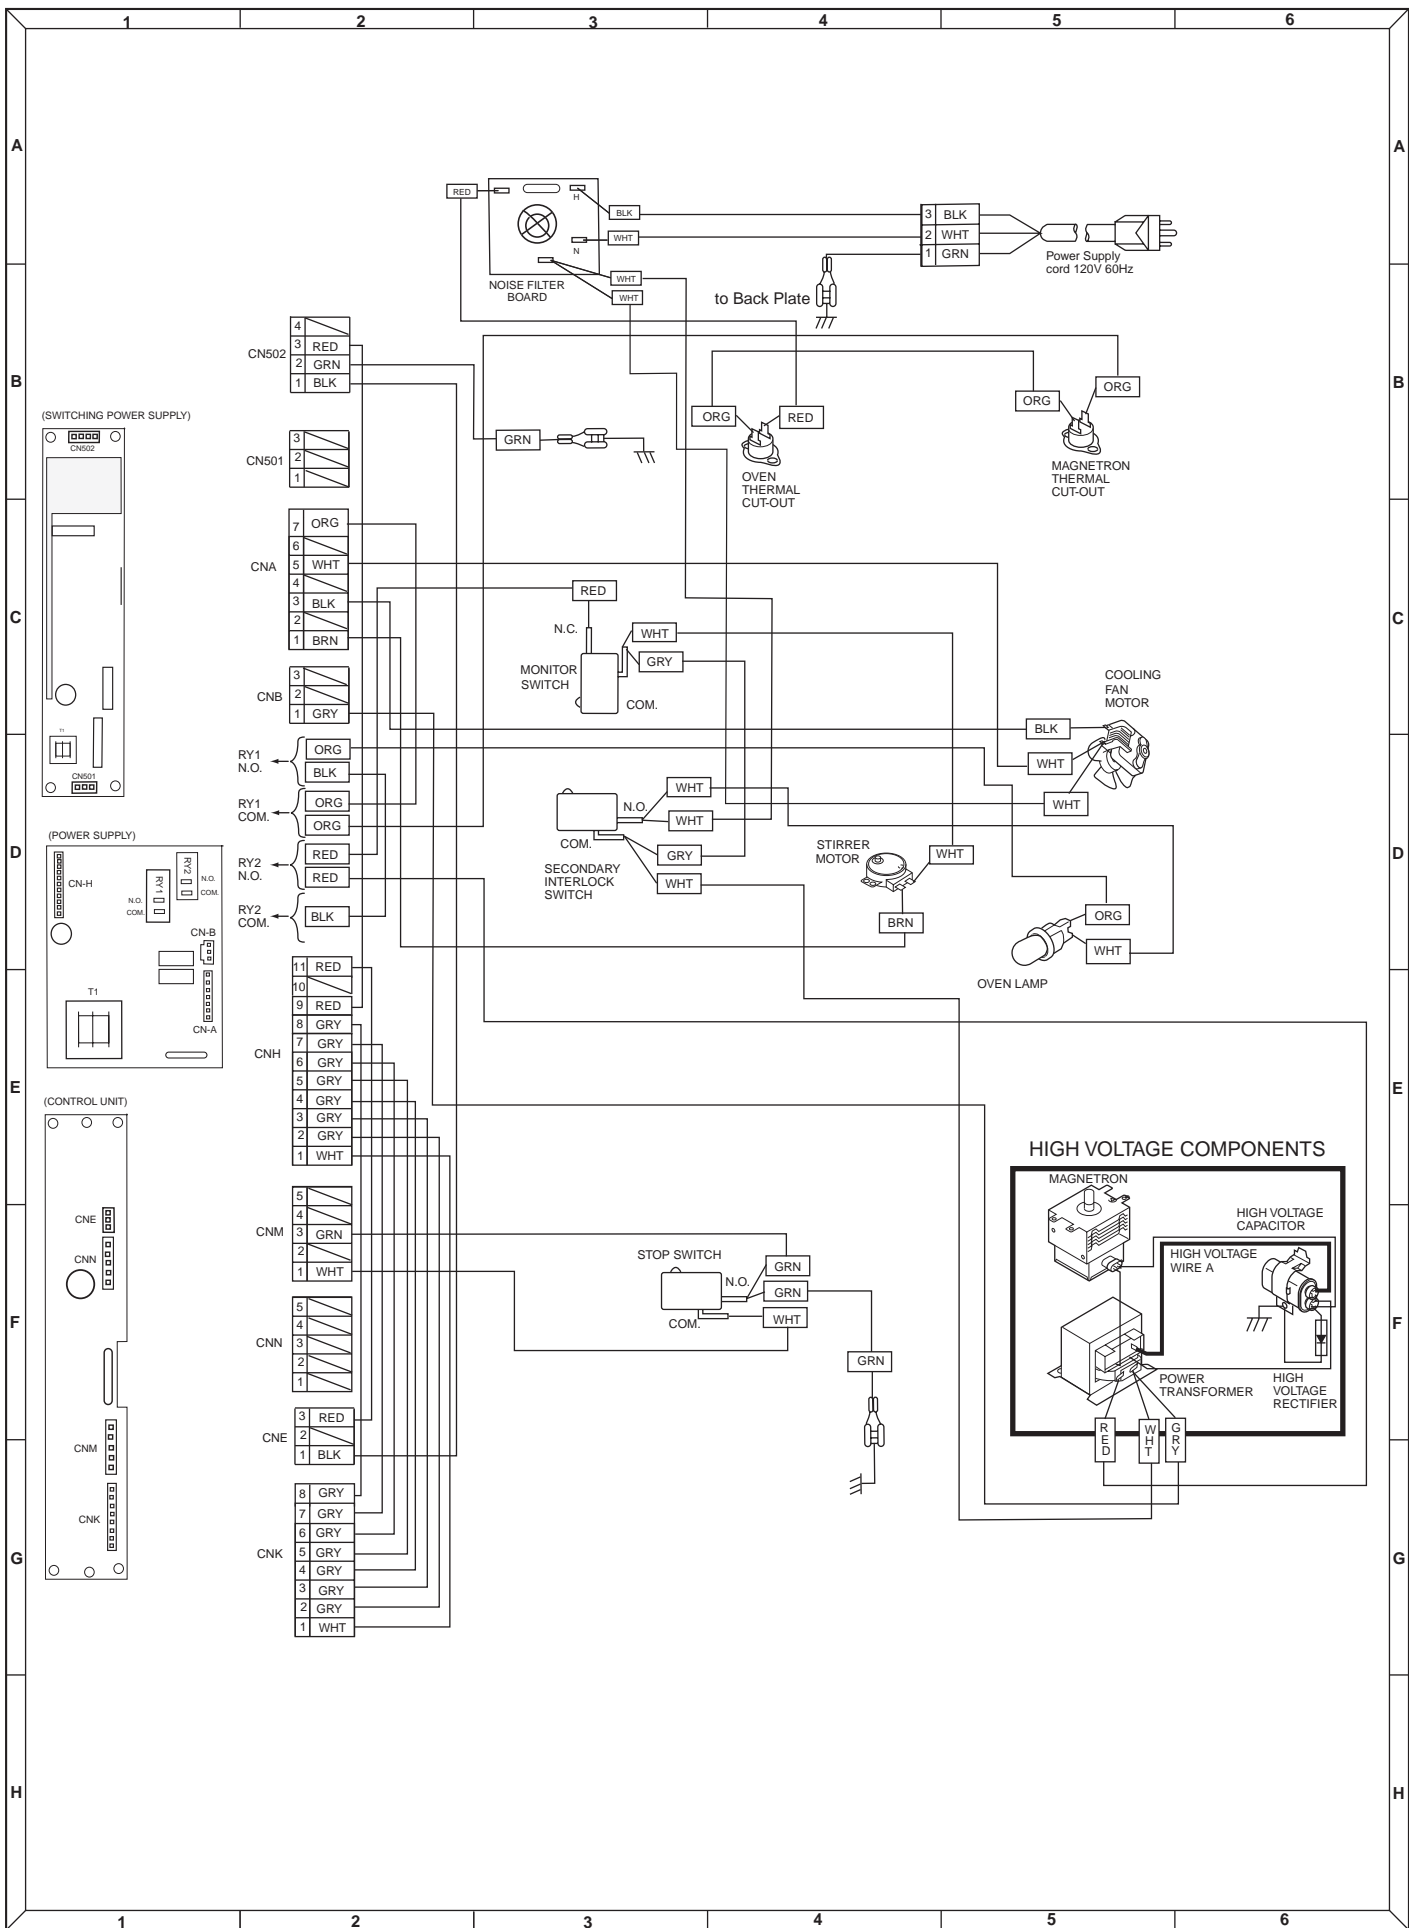 1 2 3 4 5 6
A A
RED
H
BLK
N
WHT
WHT
WHT
NOISE FILTER
BOARD
3 BLK
2 WHT
1 GRN
Power Supply
cord 120V 60Hz
to Back Plate
B B
CN502
4
3 RED
2 GRN
1 BLK
(SWITCHING POWER SUPPLY)
CN502
T1
CN501
CN501
3
2
1
GRN
ORG
RED
OVEN
THERMAL
CUT-OUT
ORG
ORG
MAGNETRON
THERMAL
CUT-OUT
C C
CNA
7 ORG
6
5 WHT
4
3 BLK
2
1 BRN
CNB
3
2
1 GRY
RED
N.C.
WHT
GRY
MONITOR
SWITCH
COM.
COOLING
FAN
MOTOR
BLK
WHT
WHT
D D
RY1
N.O.
ORG
BLK
RY1
COM.
ORG
ORG
RY2
N.O.
RED
RED
RY2
COM.
BLK
N.O.
WHT
WHT
COM.
GRY
WHT
SECONDARY
INTERLOCK
SWITCH
STIRRER
MOTOR
WHT
BRN
ORG
WHT
OVEN LAMP
(POWER SUPPLY)
CN-H
RY 1
RY2
N.O.
COM.
N.O.
COM.
CN-B
T1
CN-A
E E
CNH
11 RED
10
9 RED
8 GRY
7 GRY
6 GRY
5 GRY
4 GRY
3 GRY
2 GRY
1 WHT
(CONTROL UNIT)
CNE
CNN
CNM
CNK
F F
CNM
5
4
3 GRN
2
1 WHT
CNN
5
4
3
2
1
CNE
3 RED
2
1 BLK
STOP SWITCH
N.O.
GRN
GRN
COM.
WHT
GRN
HIGH VOLTAGE COMPONENTS
MAGNETRON
HIGH VOLTAGE
CAPACITOR
HIGH VOLTAGE
WIRE A
POWER
TRANSFORMER
HIGH
VOLTAGE
RECTIFIER
RED
WHT
GRY
G G
CNK
8 GRY
7 GRY
6 GRY
5 GRY
4 GRY
3 GRY
2 GRY
1 WHT
H H
1 2 3 4 5 6